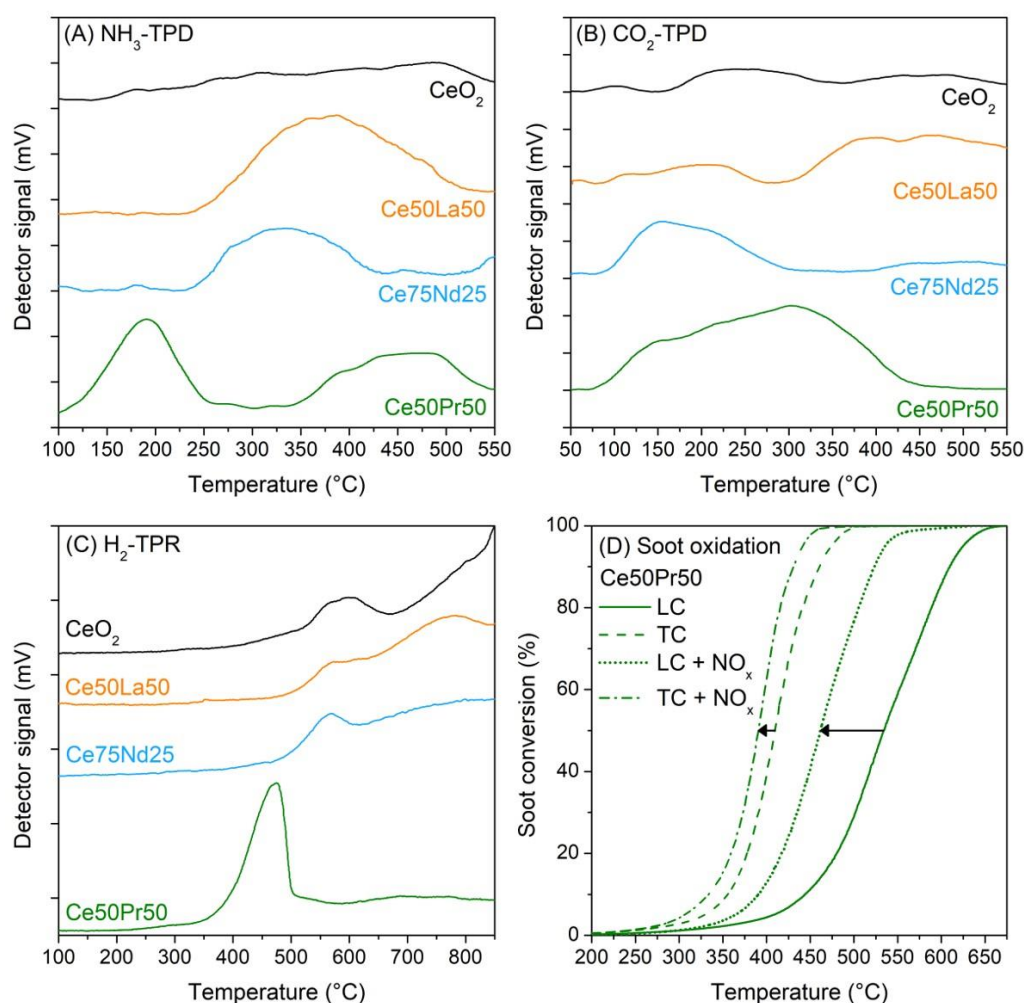 (A) NH₃-TPD
CeO₂
Ce50La50
Ce75Nd25
Ce50Pr50
Detector signal (mV)
100 150 200 250 300 350 400 450 500 550
Temperature (°C)
(B) CO₂-TPD
CeO₂
Ce50La50
Ce75Nd25
Ce50Pr50
Detector signal (mV)
50 100 150 200 250 300 350 400 450 500 550
Temperature (°C)
(C) H₂-TPR
CeO₂
Ce50La50
Ce75Nd25
Ce50Pr50
Detector signal (mV)
100 200 300 400 500 600 700 800
Temperature (°C)
(D) Soot oxidation
Ce50Pr50
LC
TC
LC + NOₓ
TC + NOₓ
Soot conversion (%)
100
80
60
40
20
0
200 250 300 350 400 450 500 550 600 650
Temperature (°C)